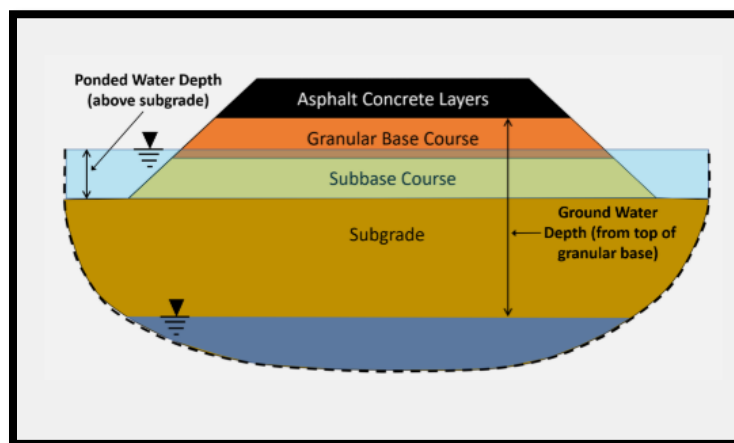 Ponded Water Depth
(above subgrade)
Asphalt Concrete Layers
Granular Base Course
Subbase Course
Subgrade
Ground Water
Depth (from top of
granular base)